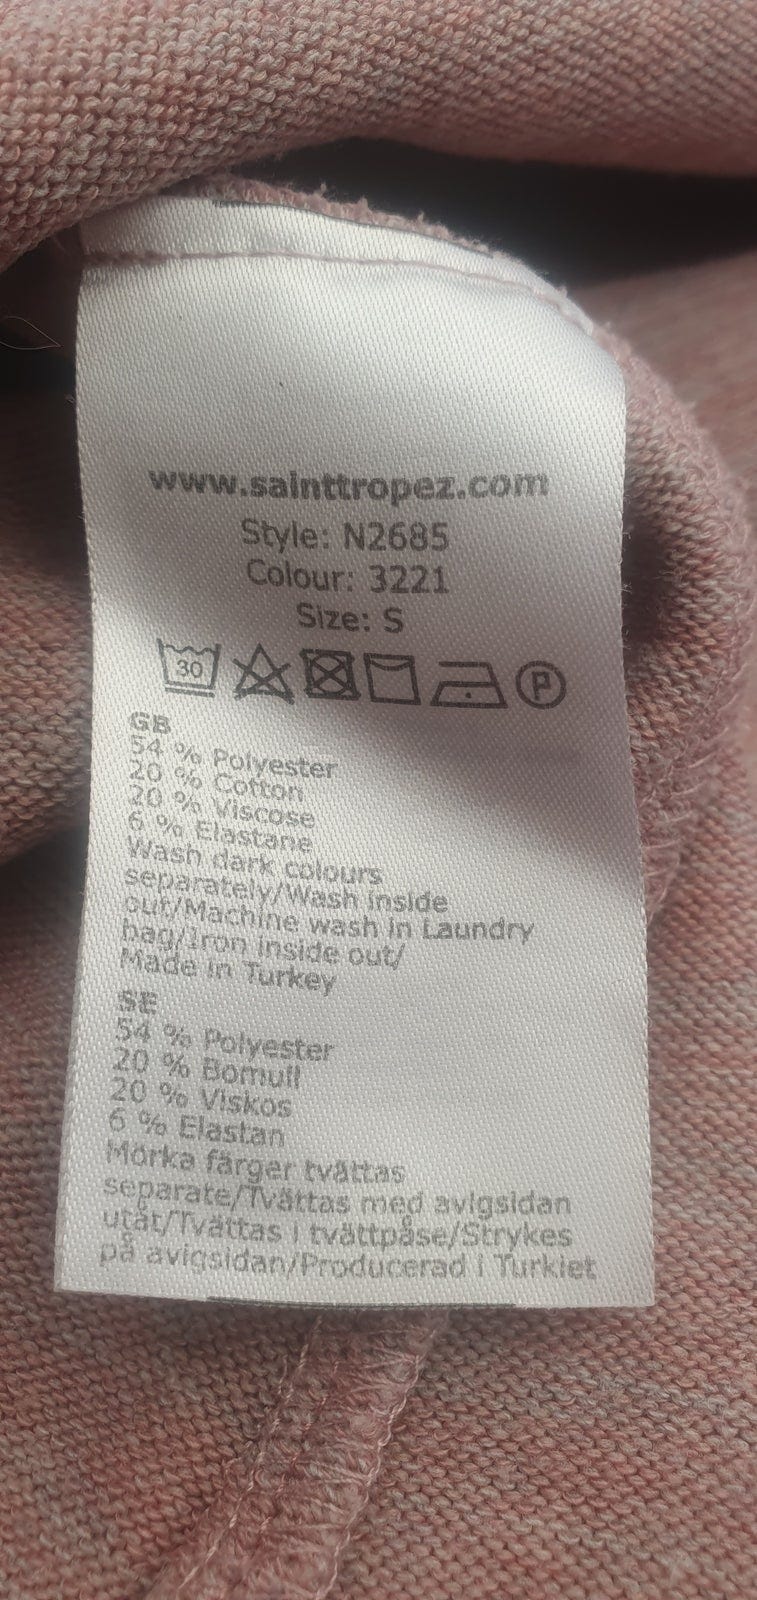 www.sainttropez.com
Style: N2685
Colour: 3221
Size: S
30 P
GB
54 % Polyester
20 % Cotton
20 % Viscose
6 % Elastane
Wash dark colours
separately/Wash inside
out/Machine wash in Laundry
bag/Iron inside out/
Made in Turkey
SE
54 % Polyester
20 % Bomull
20 % Viskos
6 % Elastan
Mörka färger tvättas
separate/Tvättas med avigsidan
utåt/Tvättas i tvättpåse/Strykes
på avigsidan/Producerad i Turkiet